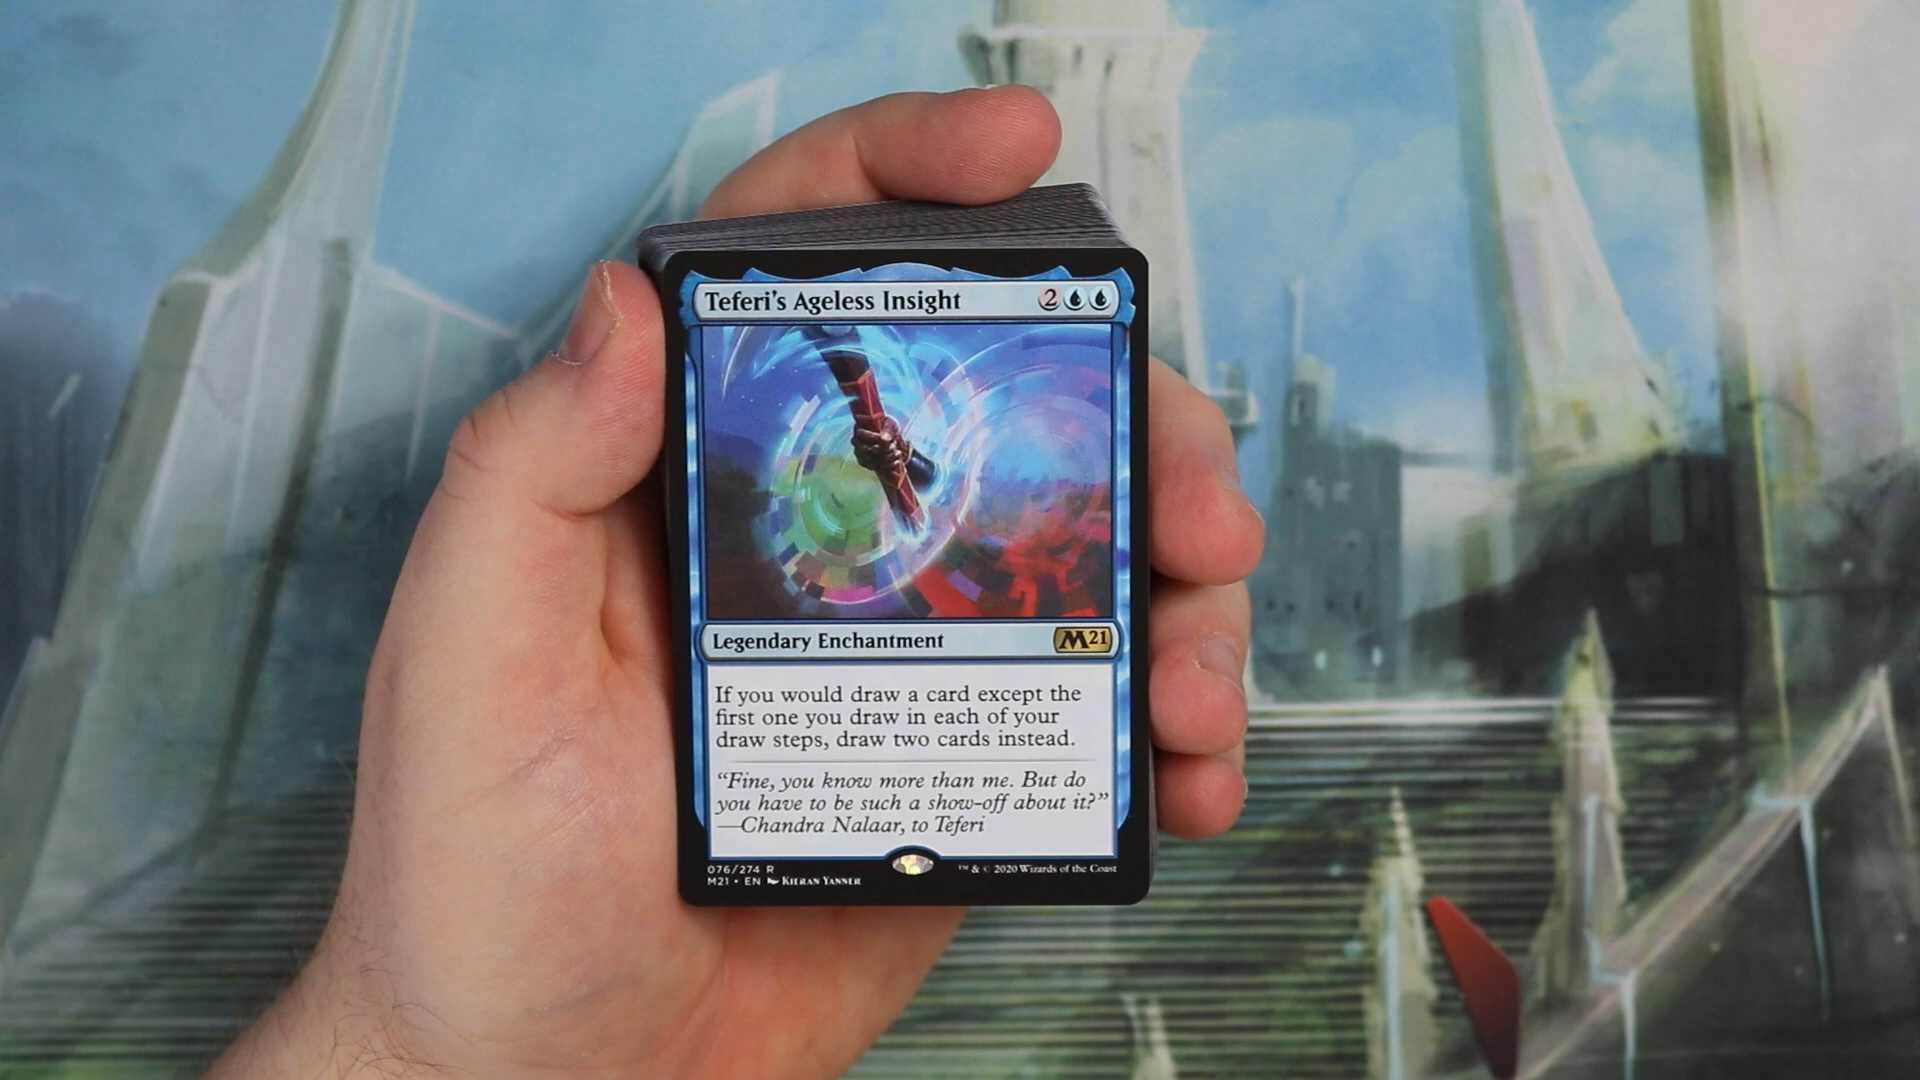 Teferi's Ageless Insight 2
Legendary Enchantment M21
If you would draw a card except the
first one you draw in each of your
draw steps, draw two cards instead.
“Fine, you know more than me. But do
you have to be such a show-off about it?”
—Chandra Nalaar, to Teferi
076/274 R
M21 • EN KIERAN YANNER
™ & © 2020 Wizards of the Coast